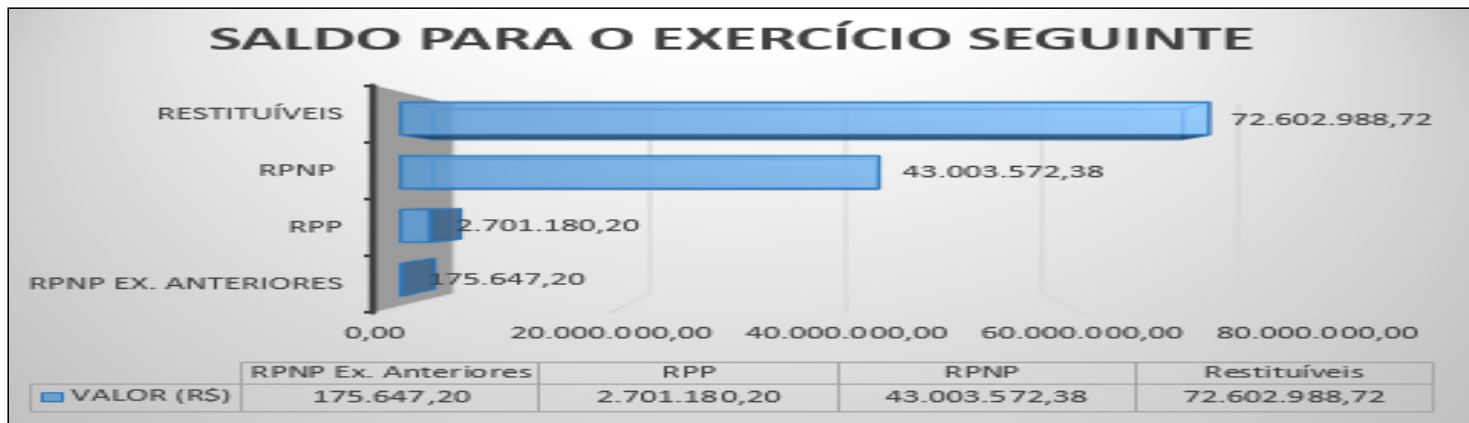 SALDO PARA O EXERCÍCIO SEGUINTE
RESTITUÍVEIS
72.602.988,72
RPNP
43.003.572,38
RPP
2.701.180,20
RPNP EX. ANTERIORES
175.647,20
0,00 20.000.000,00 40.000.000,00 60.000.000,00 80.000.000,00
RPNP Ex. Anteriores RPP RPNP Restituíveis
VALOR (R$) 175.647,20 2.701.180,20 43.003.572,38 72.602.988,72